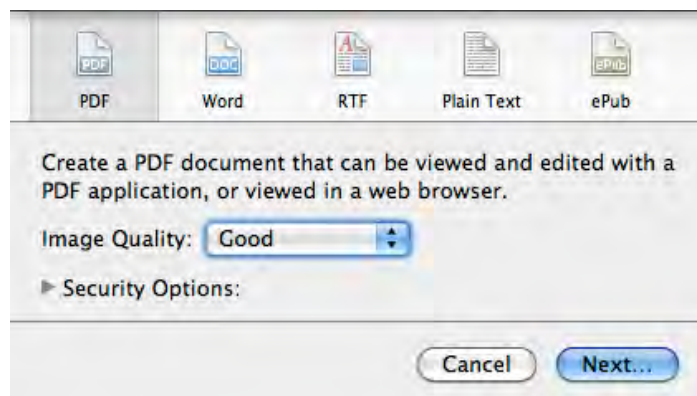 PDF DOC A ePub
PDF Word RTF Plain Text ePub
Create a PDF document that can be viewed and edited with a
PDF application, or viewed in a web browser.
Image Quality: Good
Security Options:
Cancel Next...